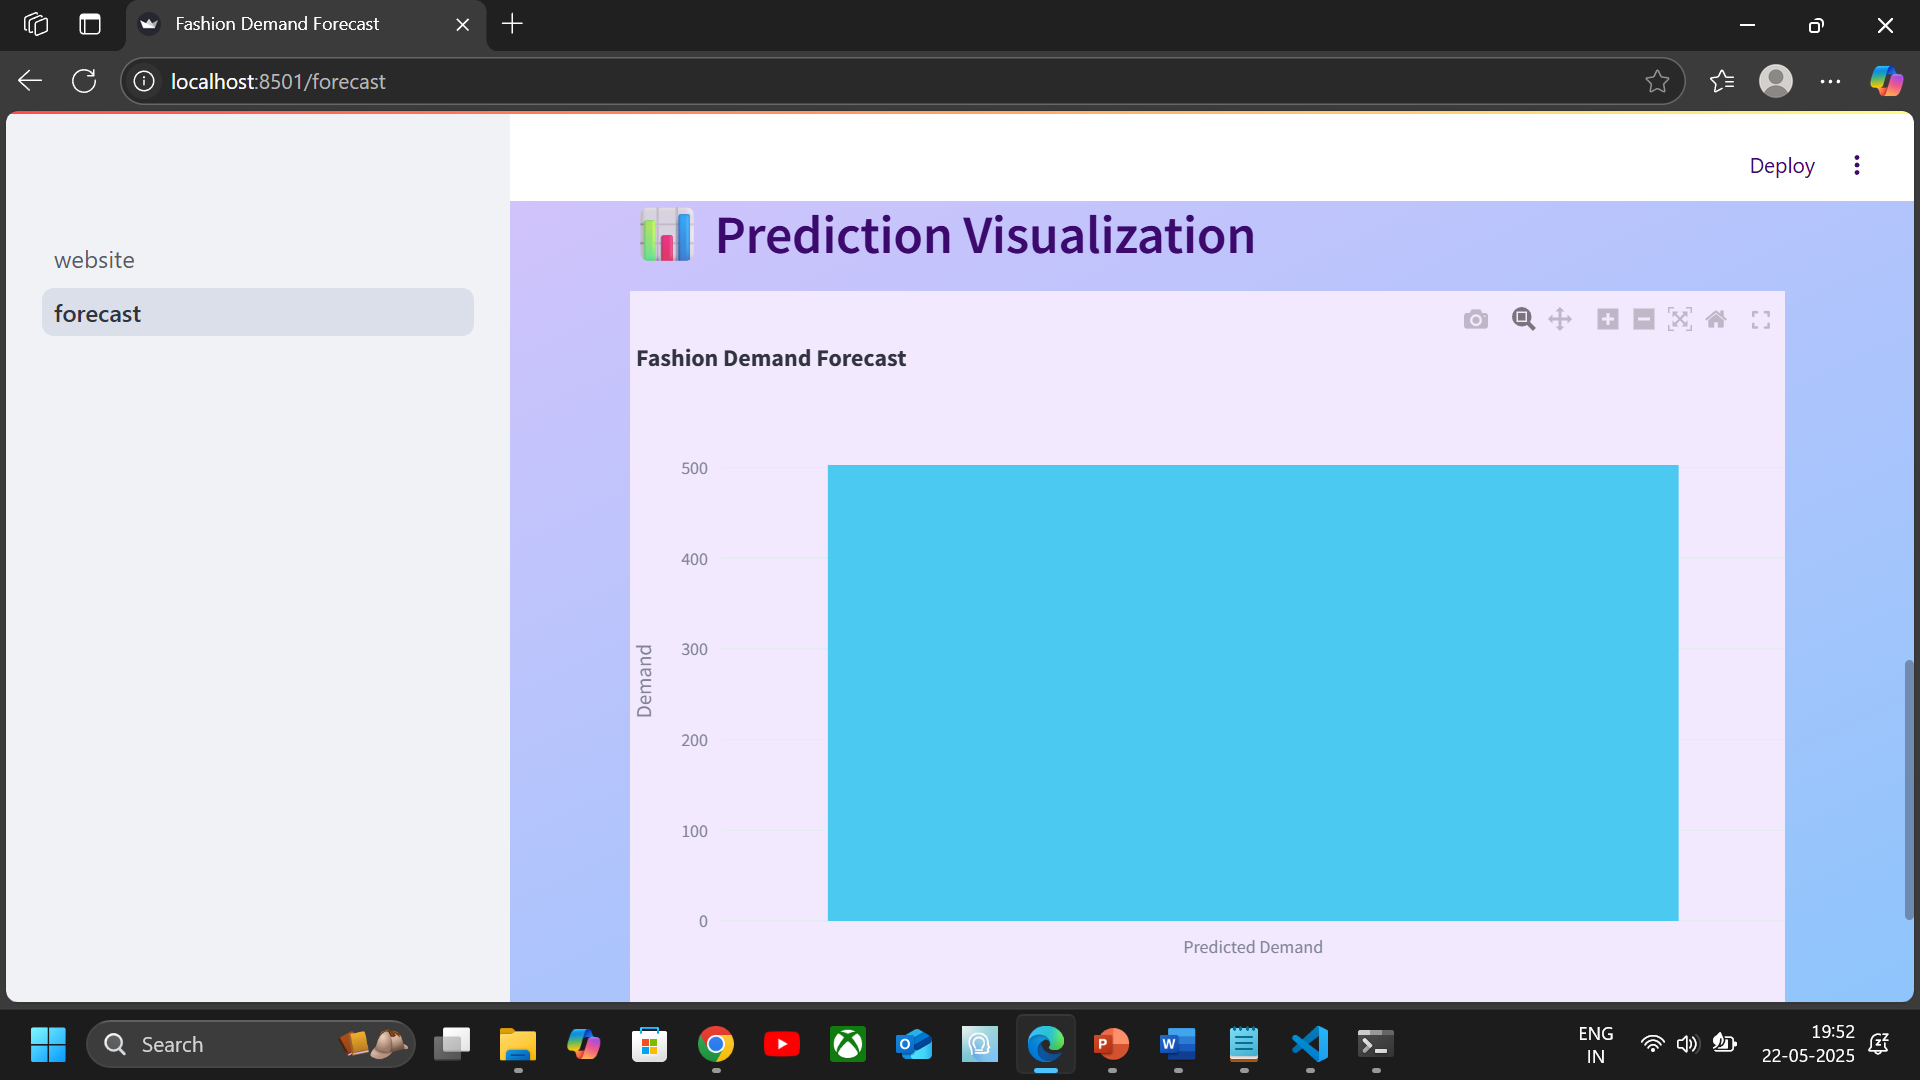 Fashion Demand Forecast
localhost:8501/forecast
Deploy
website
forecast
Prediction Visualization
Fashion Demand Forecast
500
400
300
200
100
0
Demand
Predicted Demand
Search
ENG
IN
19:52
22-05-2025